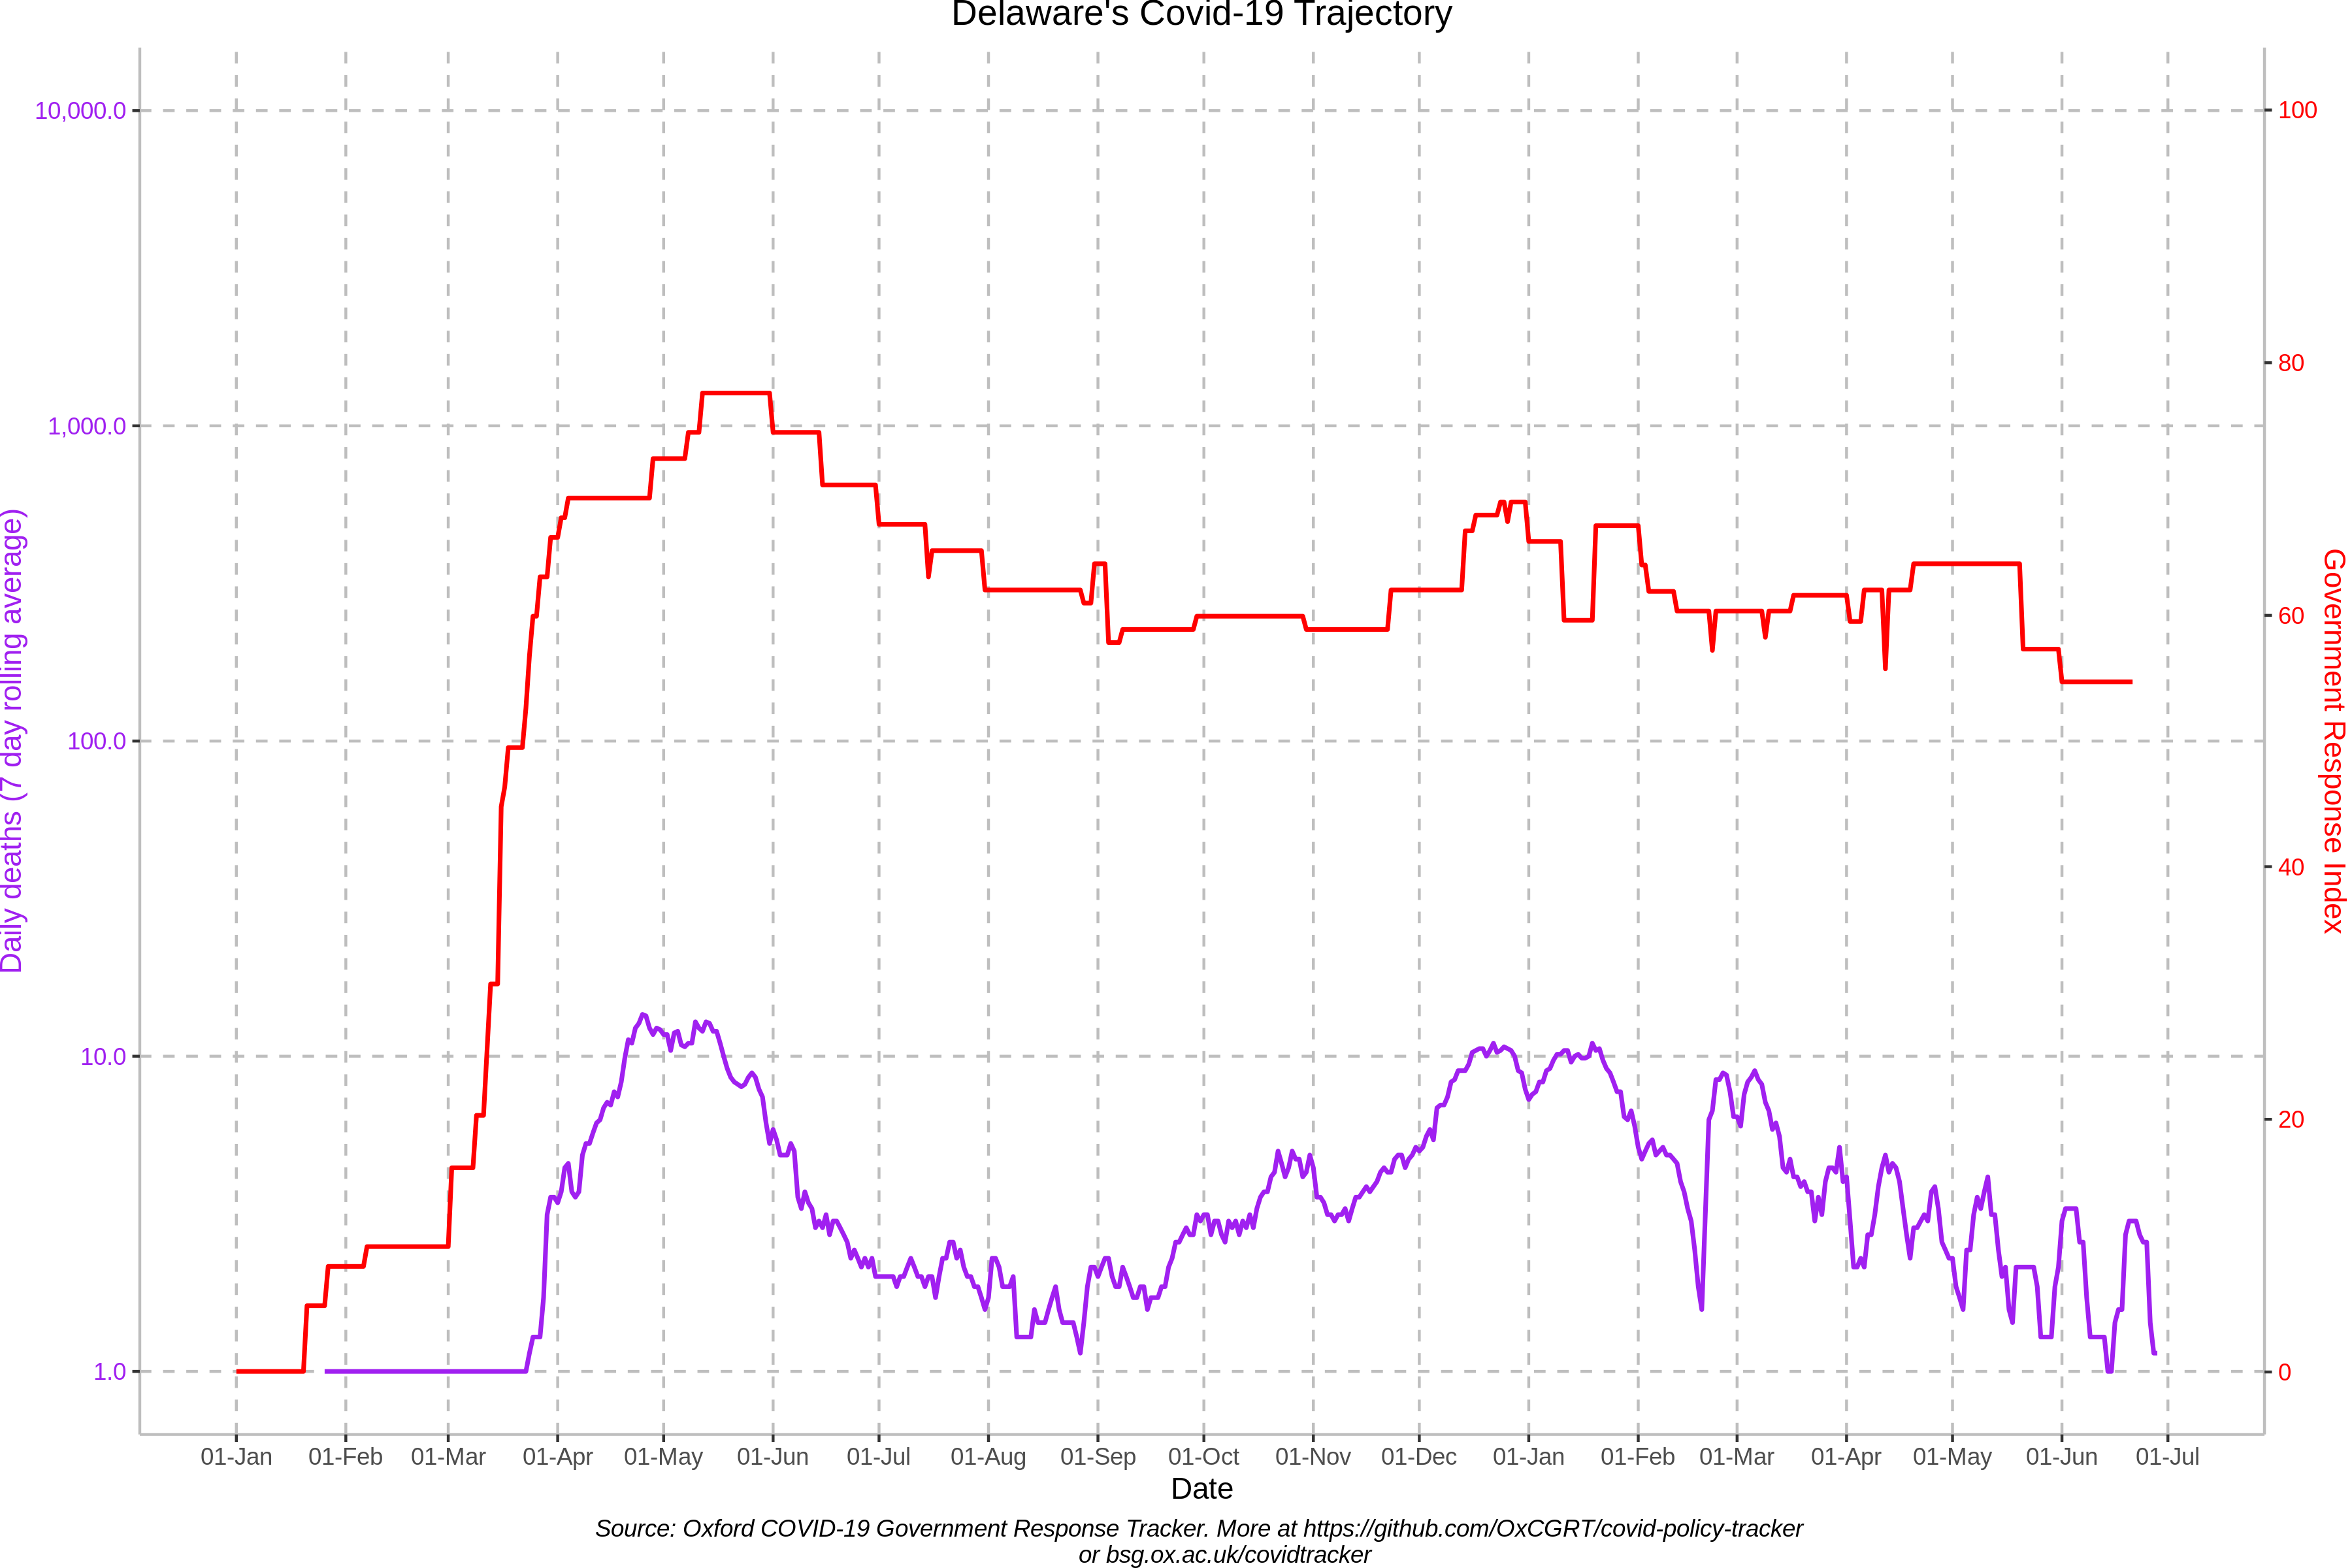 Delaware's Covid-19 Trajectory
10,000.0
1,000.0
100.0
10.0
1.0
Daily deaths (7 day rolling average)
100
80
60
40
20
0
Government Response Index
01-Jan 01-Feb 01-Mar 01-Apr 01-May 01-Jun 01-Jul 01-Aug 01-Sep 01-Oct 01-Nov 01-Dec 01-Jan 01-Feb 01-Mar 01-Apr 01-May 01-Jun 01-Jul
Date
Source: Oxford COVID-19 Government Response Tracker. More at https://github.com/OxCGRT/covid-policy-tracker
or bsg.ox.ac.uk/covidtracker